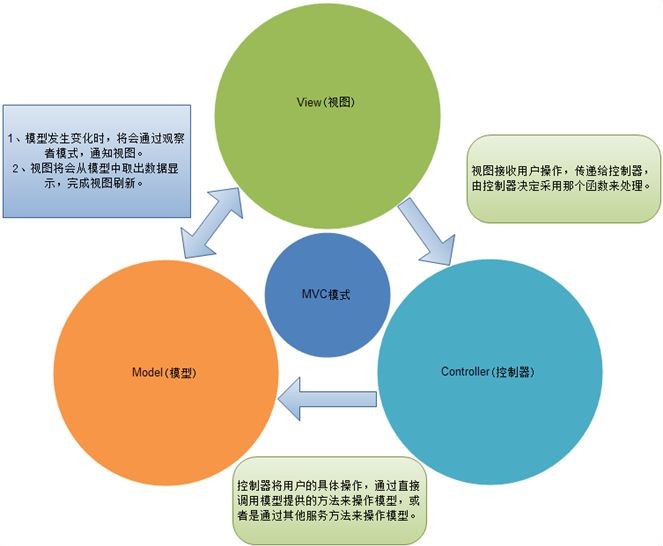 View(视图)
1、模型发生变化时，将会通过观察
者模式，通知视图。
2、视图将会从模型中取出数据显
示，完成视图刷新。
视图接收用户操作，传递给控制器，
由控制器决定采用那个函数来处理。
MVC模式
Model(模型)
Controller(控制器)
控制器将用户的具体操作，通过直接
调用模型提供的方法来操作模型，或
者是通过其他服务方法来操作模型。